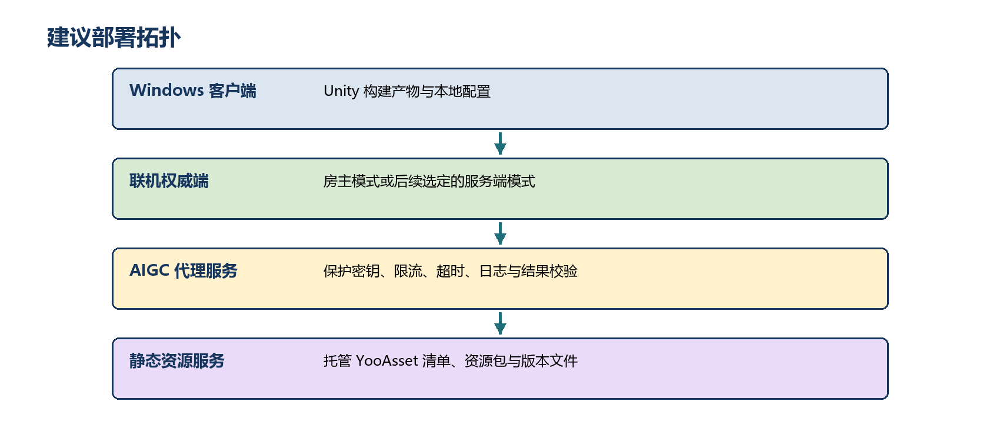 建议部署拓扑
Windows 客户端 Unity 构建产物与本地配置
联机权威端 房主模式或后续选定的服务端模式
AIGC 代理服务 保护密钥、限流、超时、日志与结果校验
静态资源服务 托管 YooAsset 清单、资源包与版本文件